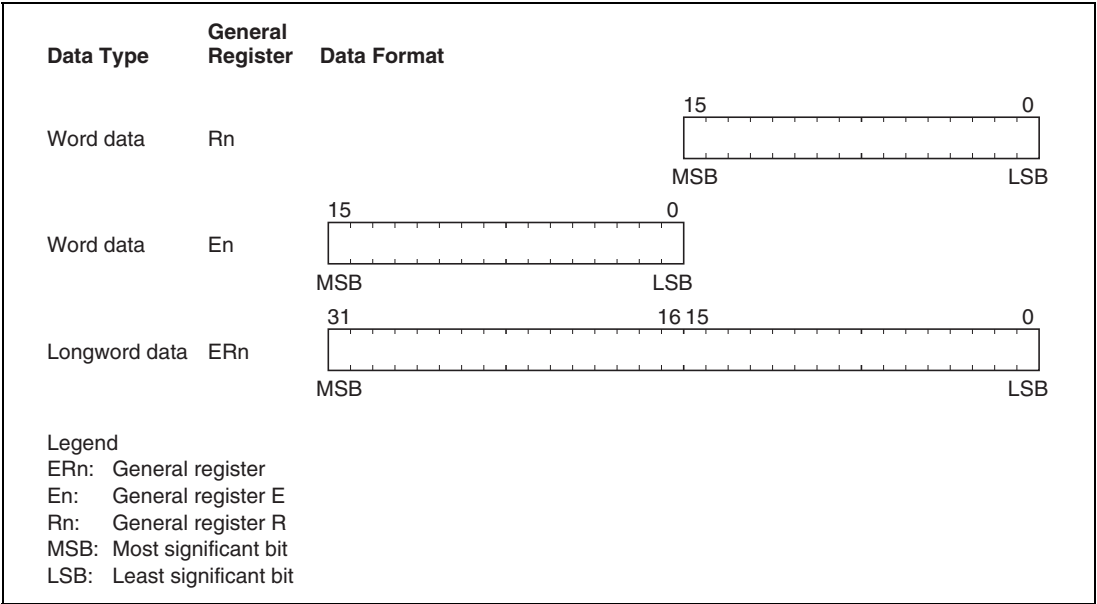 General
Data Type Register Data Format
15 0
Word data Rn
MSB LSB
15 0
Word data En
MSB LSB
31 16 15 0
Longword data ERn
MSB LSB
Legend
ERn: General register
En: General register E
Rn: General register R
MSB: Most significant bit
LSB: Least significant bit